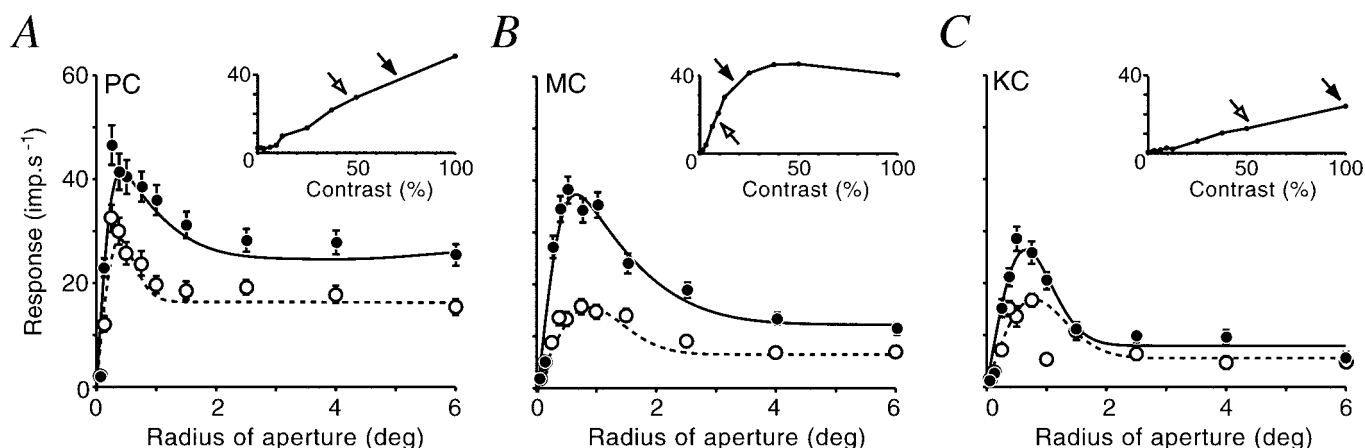 A
B
C
PC
MC
KC
Response (imp.s⁻¹)
60
40
20
0
40
0
50
100
Contrast (%)
40
0
50
100
Contrast (%)
40
0
50
100
Contrast (%)
0
2
4
6
0
2
4
6
0
2
4
6
Radius of aperture (deg)
Radius of aperture (deg)
Radius of aperture (deg)